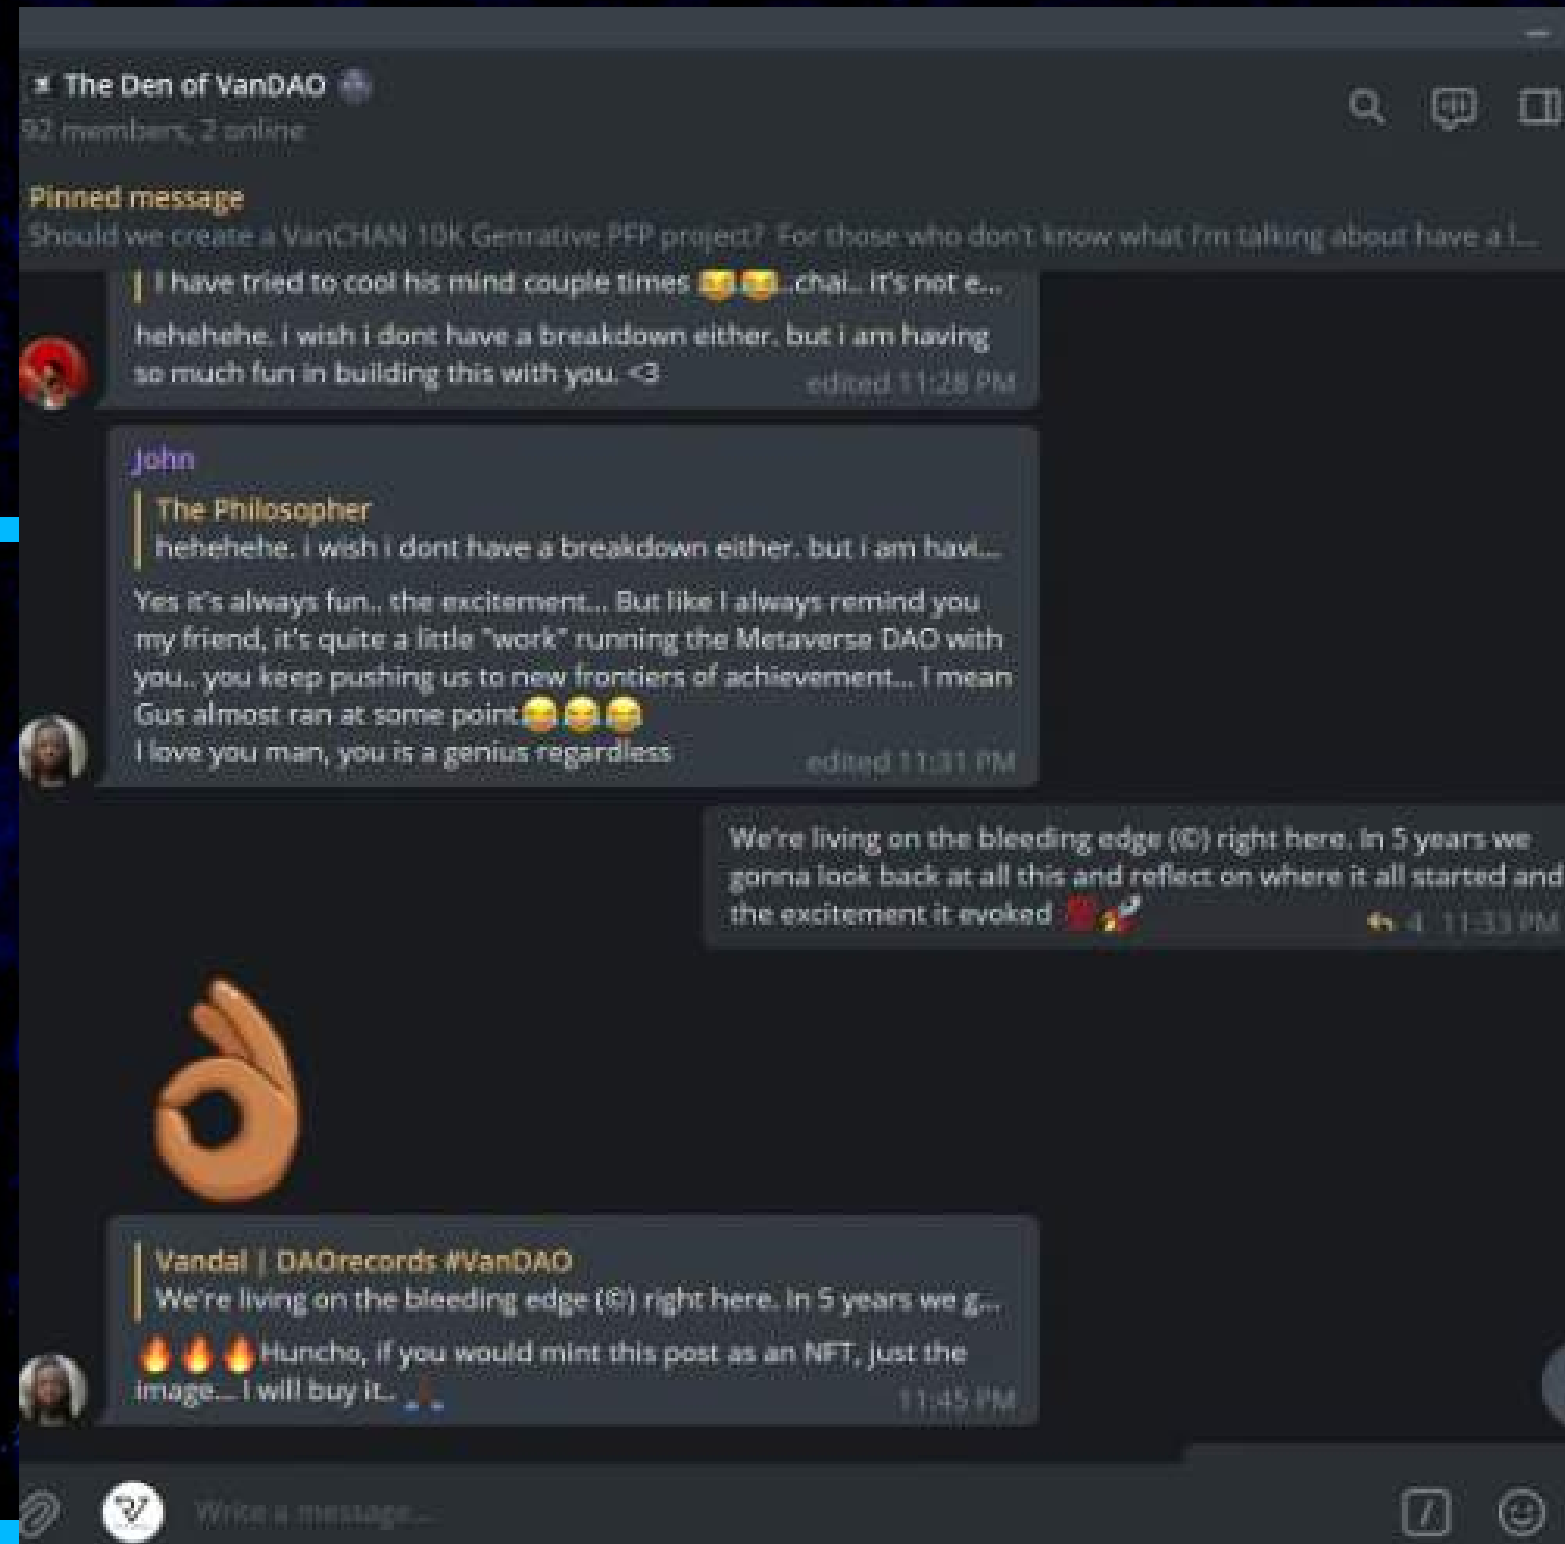 The Den of VanDAO
92 members, 2 online
Pinned message
Should we create a VanCHAN 10K Genrative PFP project? For those who don't know what I'm talking about have a l...
I have tried to cool his mind couple times 😂😂..chai.. it's not e...
hehehehe. i wish i dont have a breakdown either. but i am having
so much fun in building this with you. <3
edited 11:28 PM
John
The Philosopher
hehehehe. i wish i dont have a breakdown either. but i am havi...
Yes it's always fun.. the excitement... But like I always remind you
my friend, it's quite a little "work" running the Metaverse DAO with
you.. you keep pushing us to new frontiers of achievement... I mean
Gus almost ran at some point😂😂😂
I love you man, you is a genius regardless
edited 11:31 PM
We're living on the bleeding edge (©) right here. In 5 years we
gonna look back at all this and reflect on where it all started and
the excitement it evoked 💯🚀
4 11:33 PM
Vandal | DAOrecords #VanDAO
We're living on the bleeding edge (©) right here. In 5 years we g...
🔥🔥🔥Huncho, if you would mint this post as an NFT, just the
image... I will buy it..
11:45 PM
Write a message...